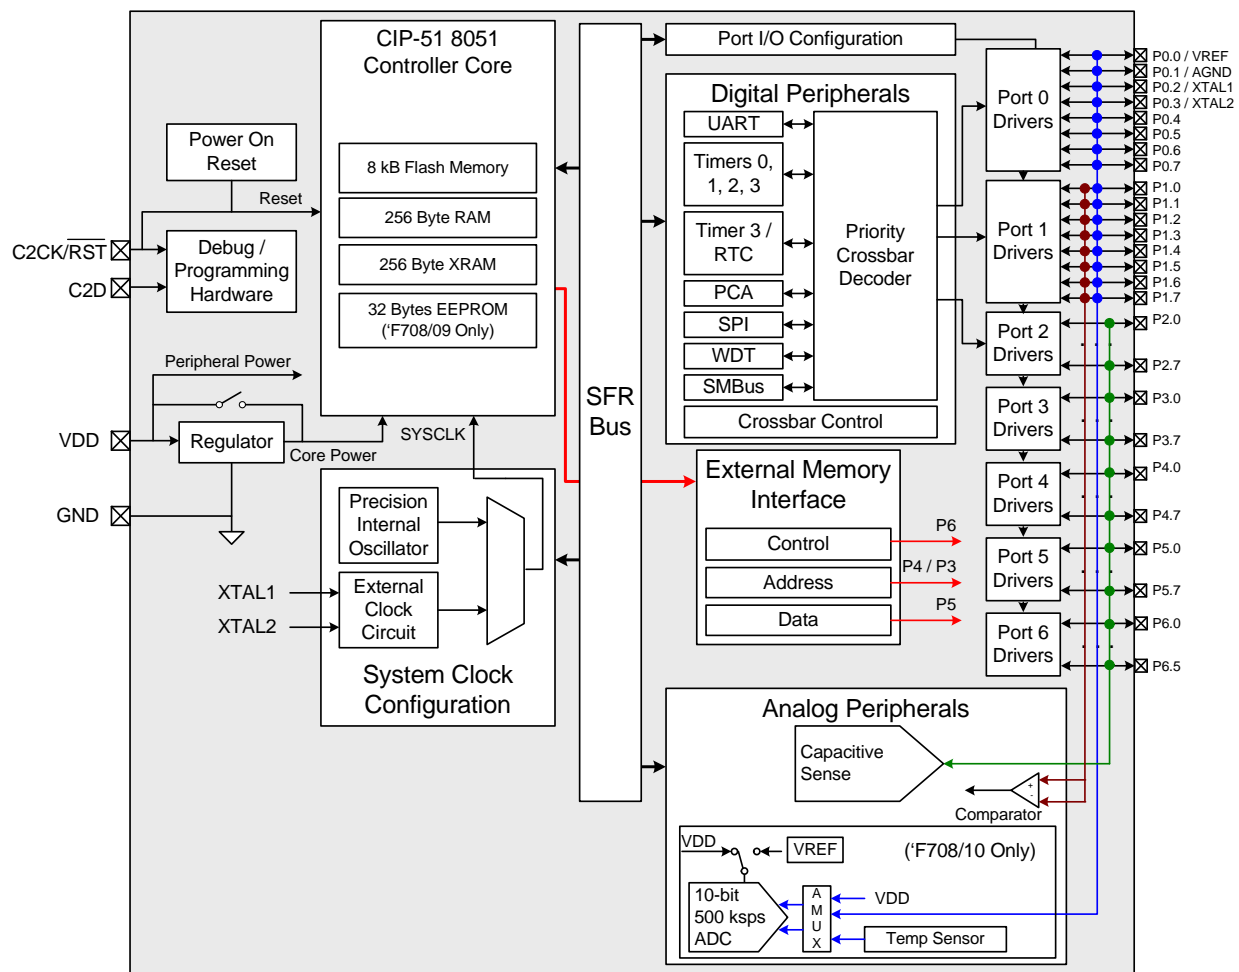 CIP-51 8051
Controller Core
Power On
Reset
Reset
8 kB Flash Memory
256 Byte RAM
256 Byte XRAM
32 Bytes EEPROM
(‘F708/09 Only)
C2CK/RST
C2D
Debug /
Programming
Hardware
Peripheral Power
VDD
Regulator
Core Power
GND
SYSCLK
Precision
Internal
Oscillator
XTAL1
XTAL2
External
Clock
Circuit
System Clock
Configuration
SFR
Bus
Port I/O Configuration
Digital Peripherals
UART
Timers 0,
1, 2, 3
Timer 3 /
RTC
PCA
SPI
WDT
SMBus
Priority
Crossbar
Decoder
Crossbar Control
External Memory
Interface
Control
Address
Data
P6
P4 / P3
P5
Port 0
Drivers
Port 1
Drivers
Port 2
Drivers
Port 3
Drivers
Port 4
Drivers
Port 5
Drivers
Port 6
Drivers
P0.0 / VREF
P0.1 / AGND
P0.2 / XTAL1
P0.3 / XTAL2
P0.4
P0.5
P0.6
P0.7
P1.0
P1.1
P1.2
P1.3
P1.4
P1.5
P1.6
P1.7
P2.0
P2.7
P3.0
P3.7
P4.0
P4.7
P5.0
P5.7
P6.0
P6.5
Analog Peripherals
Capacitive
Sense
+
-
Comparator
VDD
VREF
(‘F708/10 Only)
10-bit
500 ksps
ADC
A
M
U
X
VDD
Temp Sensor